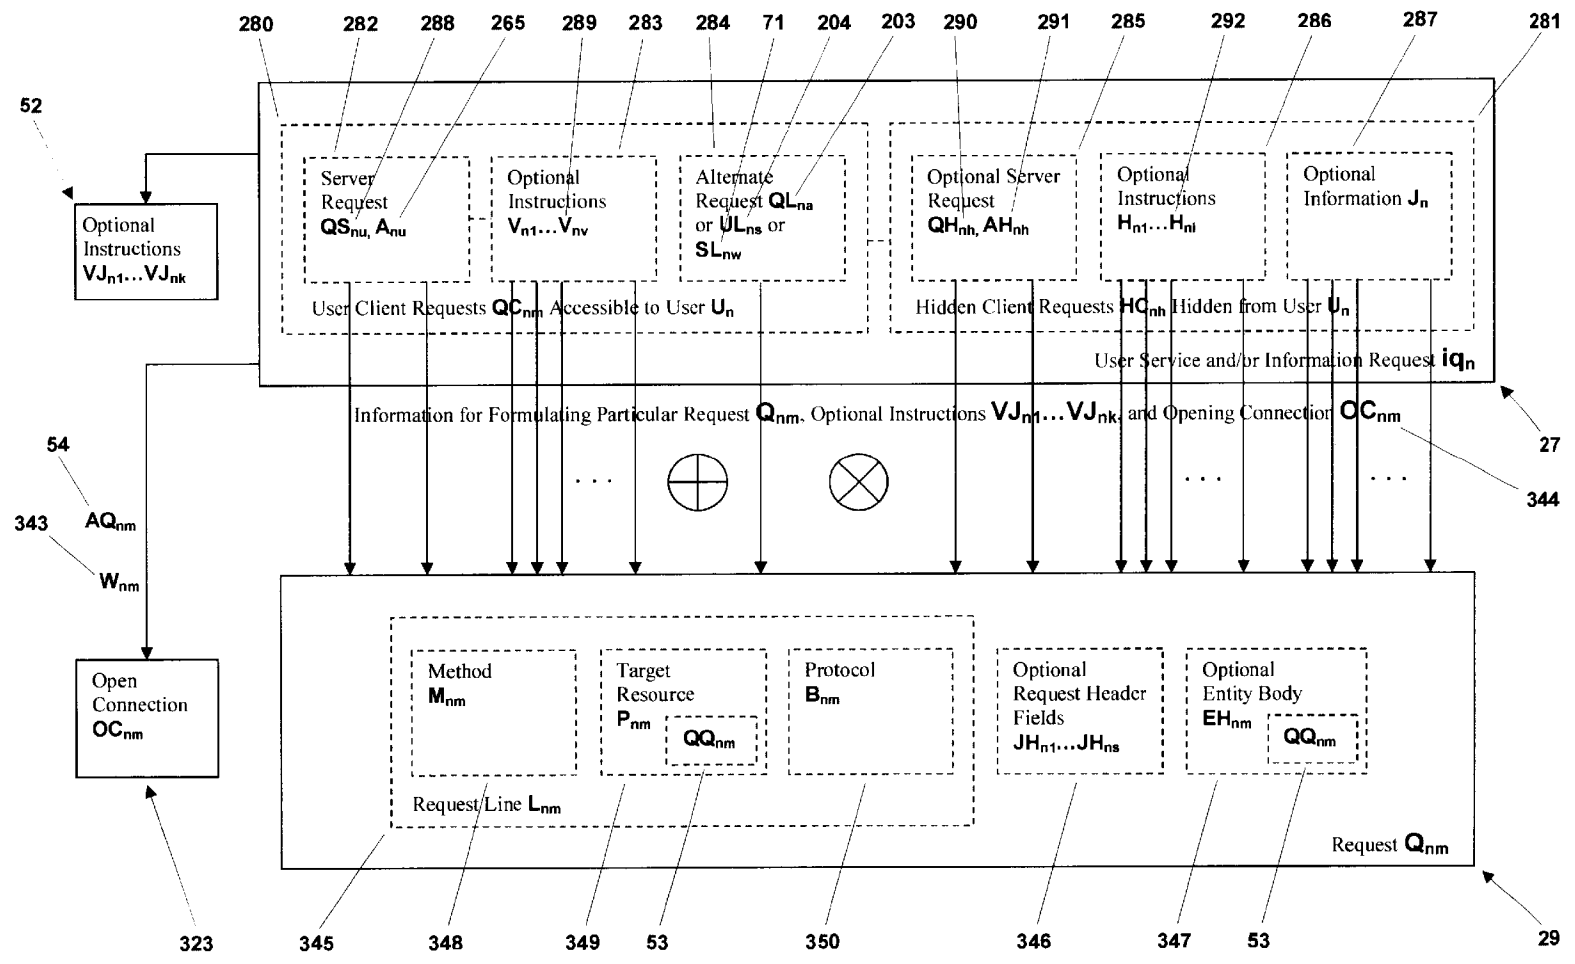 280 282 288 265 289 283 284 71 204 203 290 291 285 292 286 287 281
52
Server
Request
QSnu, Anu
Optional
Instructions
Vn1...Vnv
Alternate
Request QLna
or ULns or
SLnw
Optional Server
Request
QHnh, AHnh
Optional
Instructions
Hn1...Hni
Optional
Information Jn
Optional
Instructions
VJn1...VJnk
User Client Requests QCnm Accessible to User Un
Hidden Client Requests HCnh Hidden from User Un
User Service and/or Information Request iqn
Information for Formulating Particular Request Qnm, Optional Instructions VJn1...VJnk, and Opening Connection OCnm
27
54
344
AQnm
343
Wnm
... ... ...
Open
Connection
OCnm
Method
Mnm
Target
Resource
Pnm
QQnm
Protocol
Bnm
Optional
Request Header
Fields
JHn1...JHns
Optional
Entity Body
EHnm
QQnm
Request Line Lnm
Request Qnm
323 345 348 349 53 350 346 347 53 29